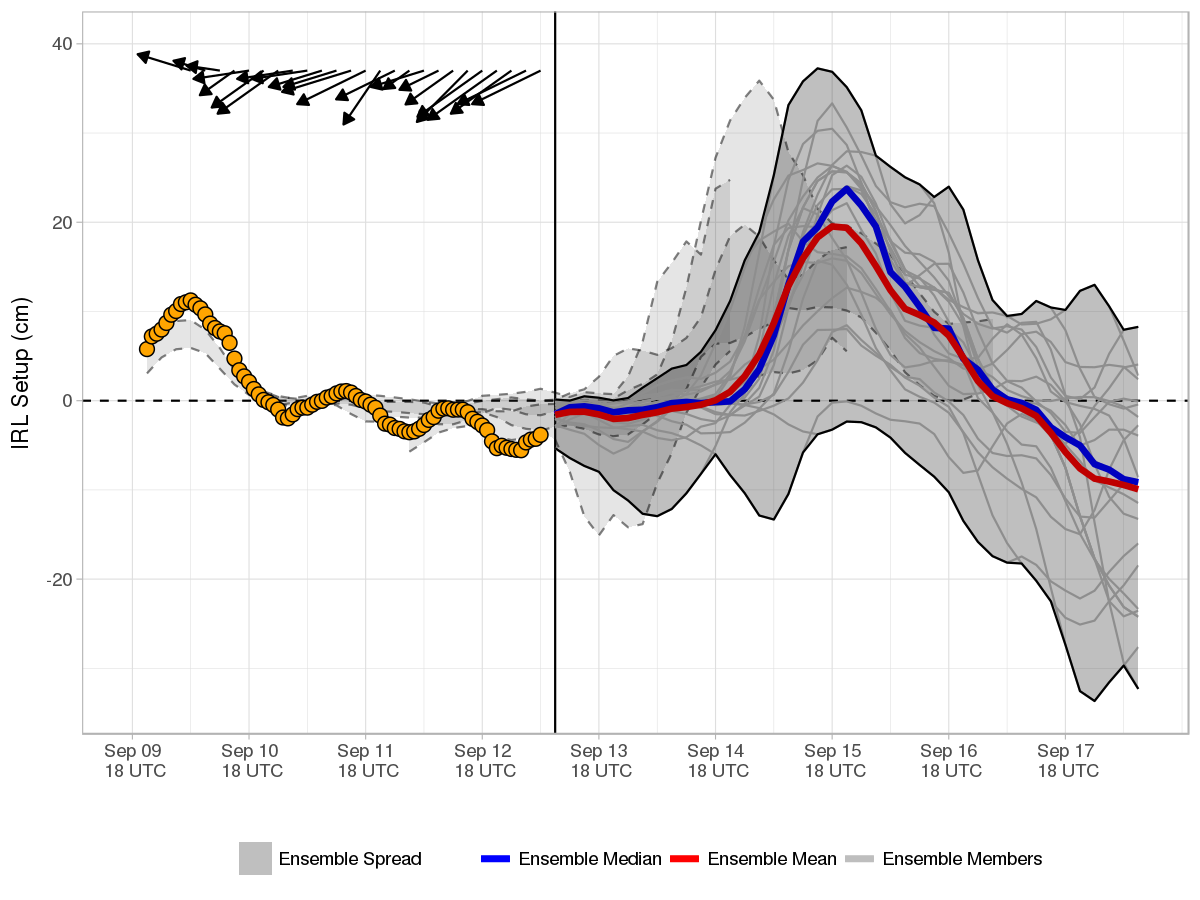 40
20
0
-20
IRL Setup (cm)
Sep 09 Sep 10 Sep 11 Sep 12 Sep 13 Sep 14 Sep 15 Sep 16 Sep 17
18 UTC 18 UTC 18 UTC 18 UTC 18 UTC 18 UTC 18 UTC 18 UTC 18 UTC
Ensemble Spread Ensemble Median Ensemble Mean Ensemble Members